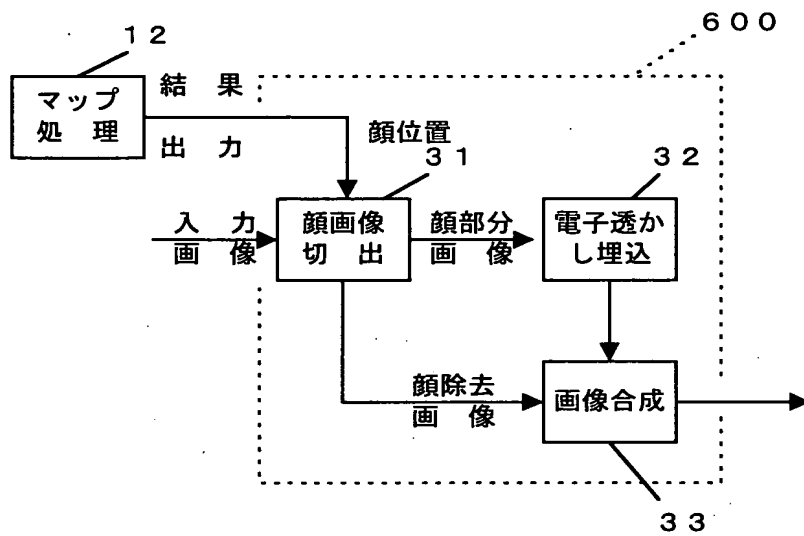 600
12
マップ
処 理
結 果
出 力
顔位置
31
32
入 力
画 像
顔画像
切 出
顔部分
画 像
電子透か
し埋込
顔除去
画 像
画像合成
33